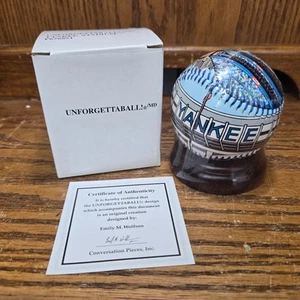 UNFORGETTABALL!®/MD
YANKEE
Certificate of Authenticity
It is hereby certified that
the UNFORGETTABALL!® design
which accompanies this document
is an original creation
designed by:
Emily M. Wolfson
Conversation Pieces, Inc.